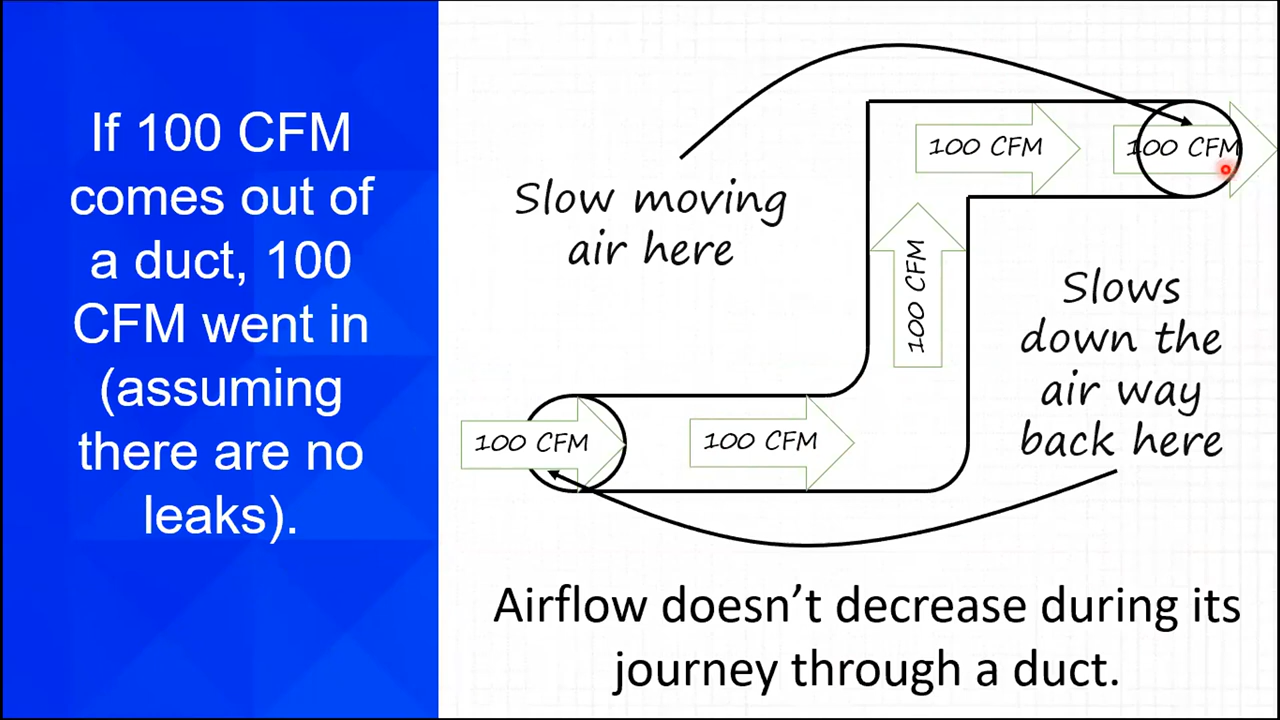 If 100 CFM
comes out of
a duct, 100
CFM went in
(assuming
there are no
leaks).
Slow moving
air here
100 CFM
100 CFM
100 CFM
100 CFM
100 CFM
Slows
down the
air way
back here
Airflow doesn't decrease during its
journey through a duct.